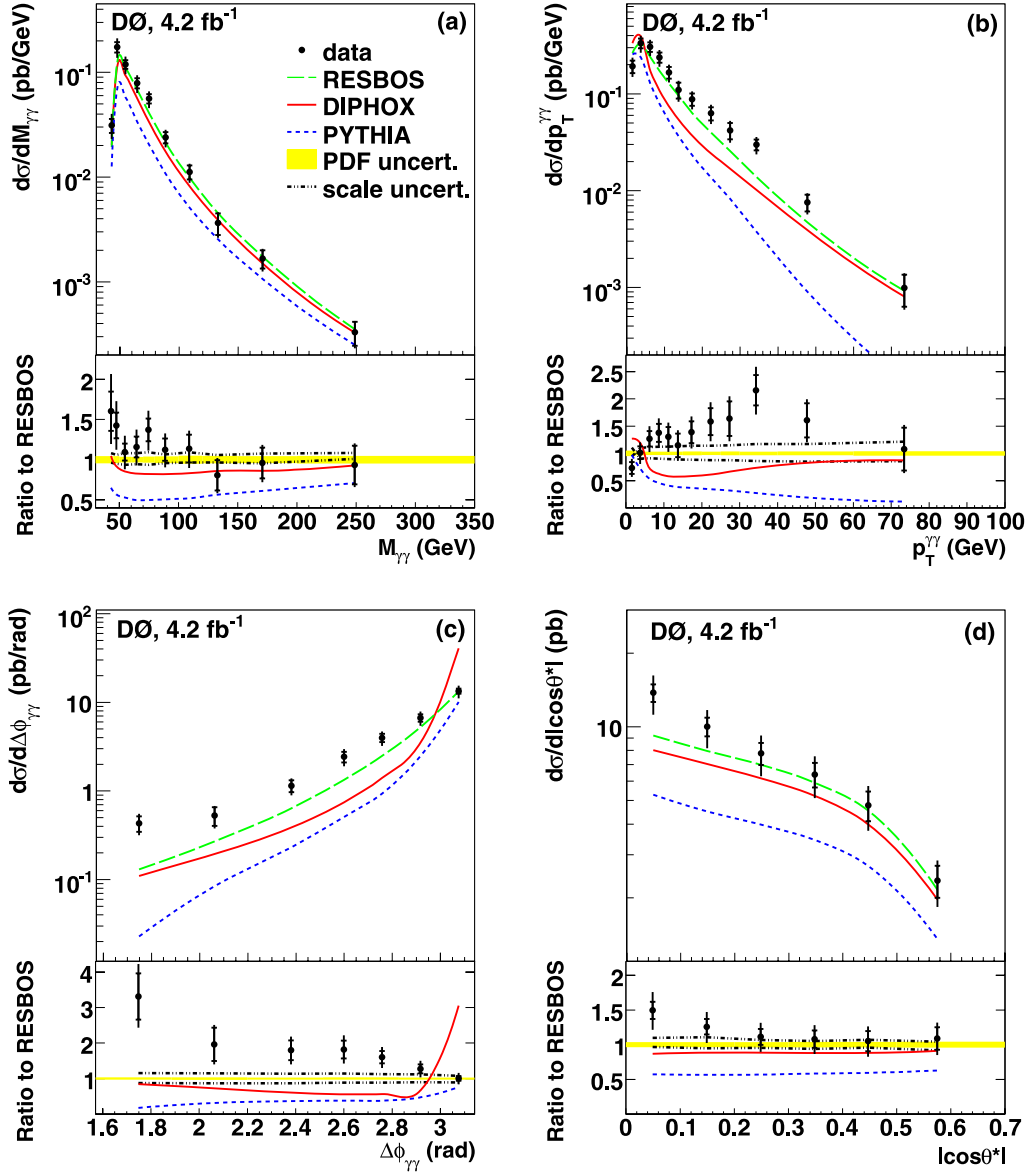 DØ, 4.2 fb⁻¹
(a)
data
RESBOS
DIPHOX
PYTHIA
PDF uncert.
scale uncert.
dσ/dMγγ (pb/GeV)
10⁻¹
10⁻²
10⁻³
Ratio to RESBOS
2
1.5
1
0.5
50 100 150 200 250 300 350
Mγγ (GeV)
DØ, 4.2 fb⁻¹
(b)
dσ/dp_T^γγ (pb/GeV)
10⁻¹
10⁻²
10⁻³
Ratio to RESBOS
2.5
2
1.5
1
0.5
0 10 20 30 40 50 60 70 80 90 100
p_T^γγ (GeV)
DØ, 4.2 fb⁻¹
(c)
dσ/dΔϕγγ (pb/rad)
10²
10
1
10⁻¹
Ratio to RESBOS
4
3
2
1
1.6 1.8 2 2.2 2.4 2.6 2.8 3
Δϕγγ (rad)
DØ, 4.2 fb⁻¹
(d)
dσ/d|cosθ*| (pb)
10
Ratio to RESBOS
2
1.5
1
0.5
0 0.1 0.2 0.3 0.4 0.5 0.6 0.7
|cosθ*|